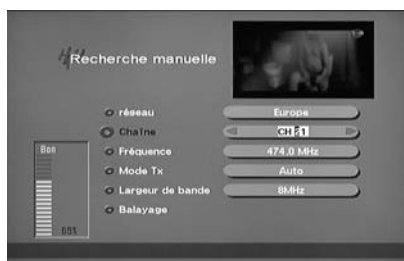 Recherche manuelle
réseau Europe
Chaîne CH 21
Fréquence 474.0 MHz
Mode Tx Auto
Largeur de bande 8MHz
Balayage
Bon